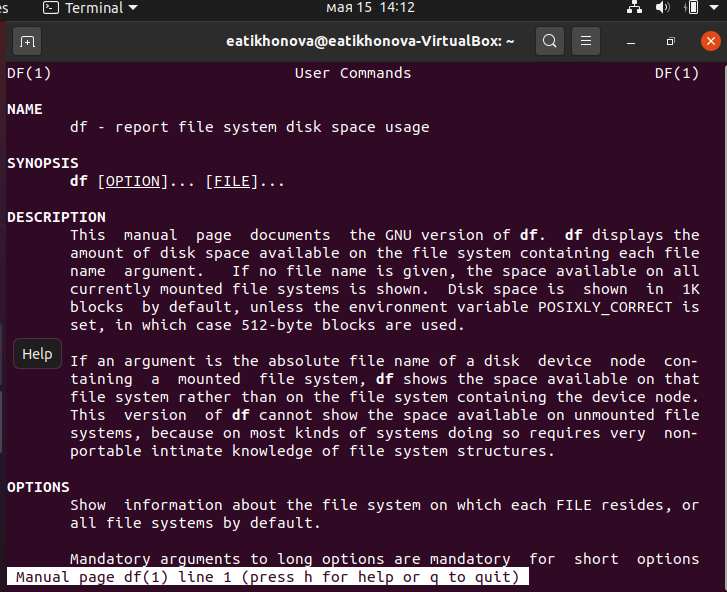 es Terminal мая 15 14:12
eatikhonova@eatikhonova-VirtualBox: ~
DF(1) User Commands DF(1)
NAME
df - report file system disk space usage
SYNOPSIS
df [OPTION]... [FILE]...
DESCRIPTION
This manual page documents the GNU version of df. df displays the
amount of disk space available on the file system containing each file
name argument. If no file name is given, the space available on all
currently mounted file systems is shown. Disk space is shown in 1K
blocks by default, unless the environment variable POSIXLY_CORRECT is
set, in which case 512-byte blocks are used.
Help
If an argument is the absolute file name of a disk device node con-
taining a mounted file system, df shows the space available on that
file system rather than on the file system containing the device node.
This version of df cannot show the space available on unmounted file
systems, because on most kinds of systems doing so requires very non-
portable intimate knowledge of file system structures.
OPTIONS
Show information about the file system on which each FILE resides, or
all file systems by default.
Mandatory arguments to long options are mandatory for short options
Manual page df(1) line 1 (press h for help or q to quit)